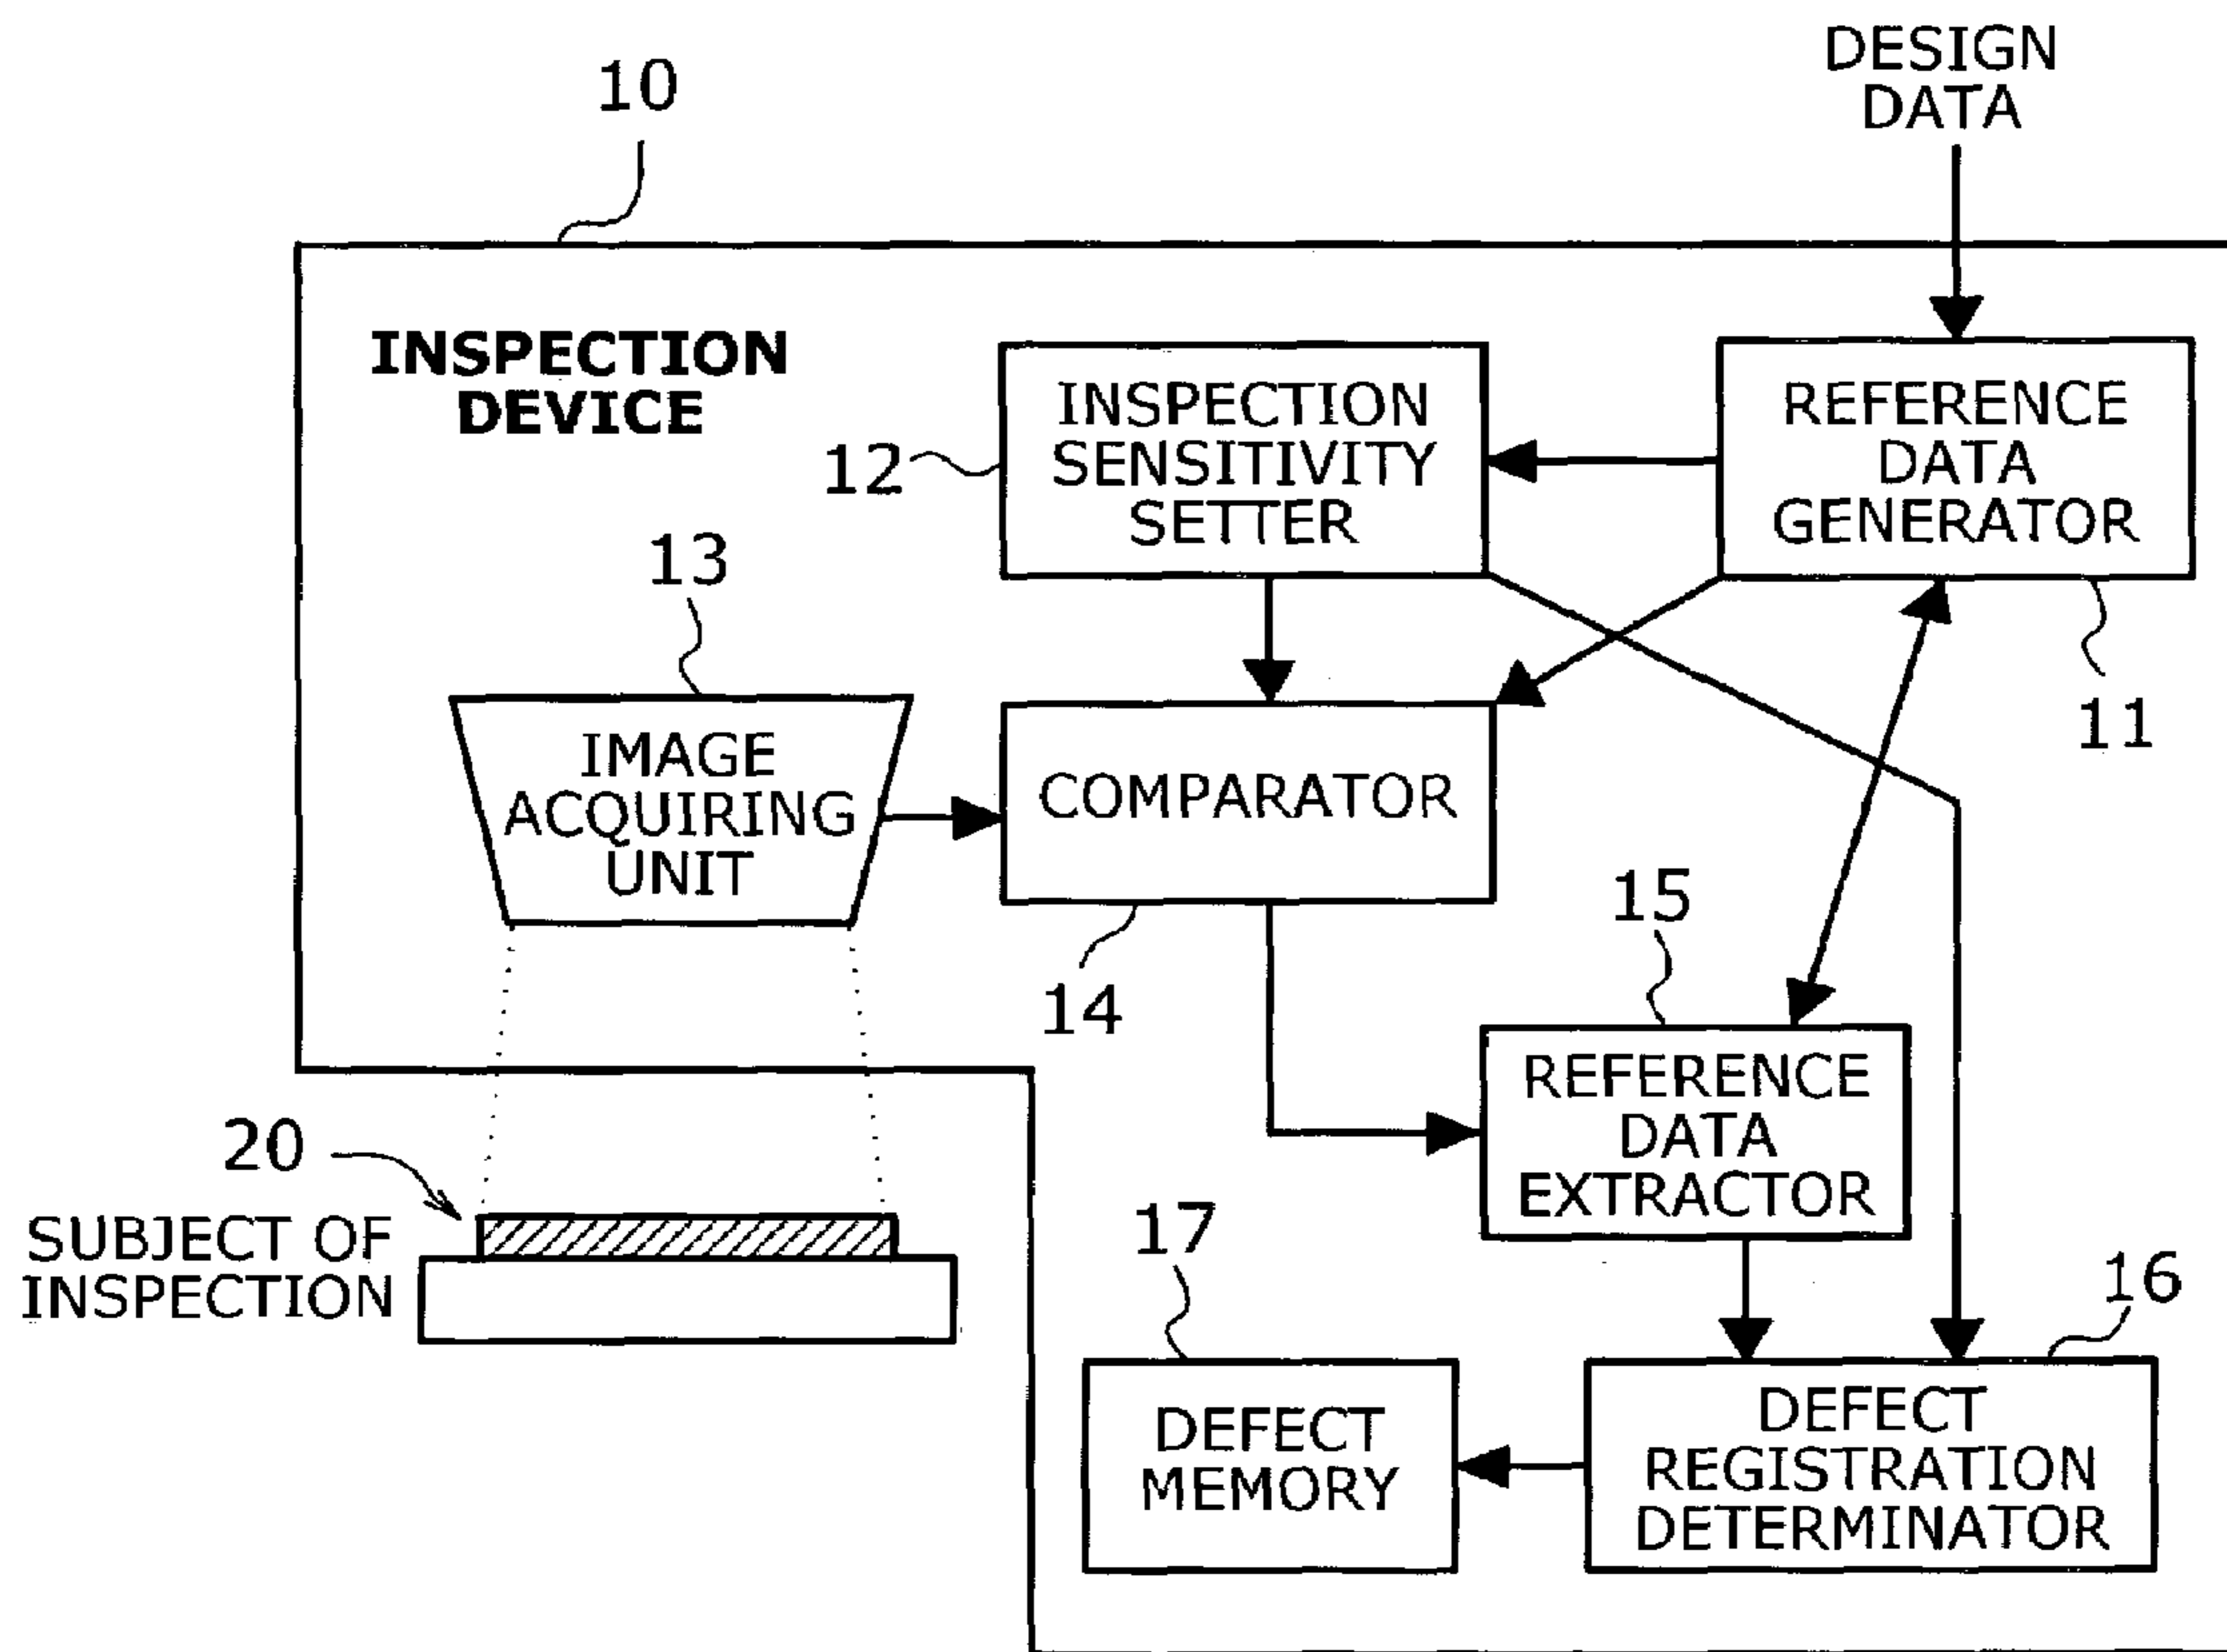 DESIGN
DATA
10
INSPECTION
DEVICE
12
INSPECTION
SENSITIVITY
SETTER
REFERENCE
DATA
GENERATOR
11
13
IMAGE
ACQUIRING
UNIT
COMPARATOR
14
15
REFERENCE
DATA
EXTRACTOR
20
SUBJECT OF
INSPECTION
17
DEFECT
MEMORY
16
DEFECT
REGISTRATION
DETERMINATOR